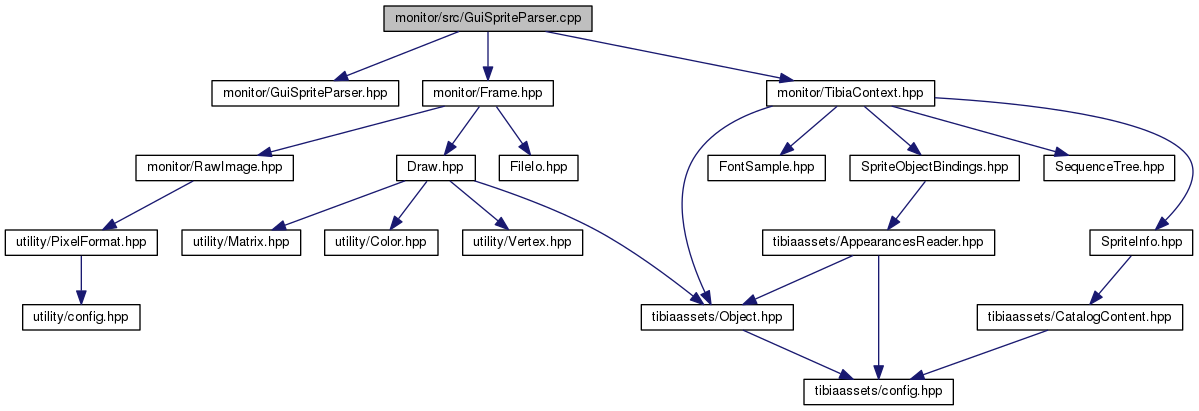 monitor/src/GuiSpriteParser.cpp
monitor/GuiSpriteParser.hpp
monitor/Frame.hpp
monitor/TibiaContext.hpp
monitor/RawImage.hpp
Draw.hpp
FileIo.hpp
FontSample.hpp
SpriteObjectBindings.hpp
SequenceTree.hpp
utility/PixelFormat.hpp
utility/Matrix.hpp
utility/Color.hpp
utility/Vertex.hpp
tibiaassets/AppearancesReader.hpp
SpriteInfo.hpp
utility/config.hpp
tibiaassets/Object.hpp
tibiaassets/CatalogContent.hpp
tibiaassets/config.hpp